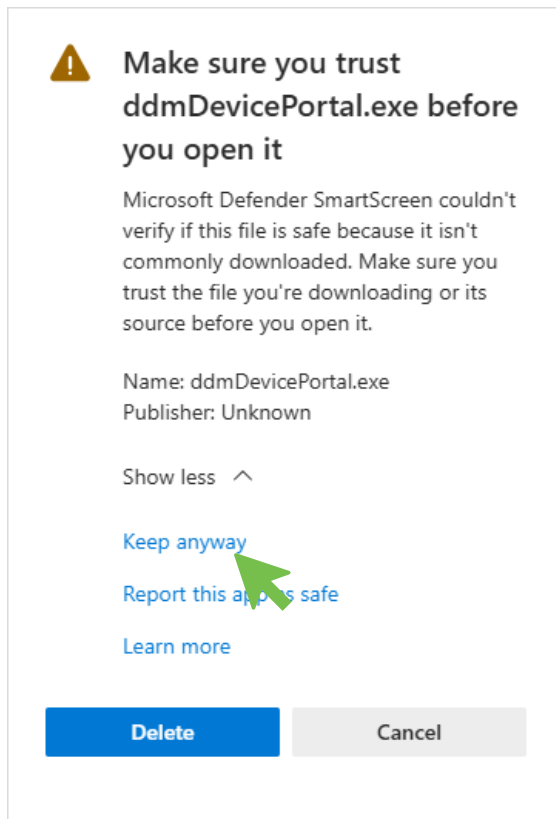 Make sure you trust
ddmDevicePortal.exe before
you open it
Microsoft Defender SmartScreen couldn't
verify if this file is safe because it isn't
commonly downloaded. Make sure you
trust the file you're downloading or its
source before you open it.
Name: ddmDevicePortal.exe
Publisher: Unknown
Show less
Keep anyway
Report this app as safe
Learn more
Delete
Cancel